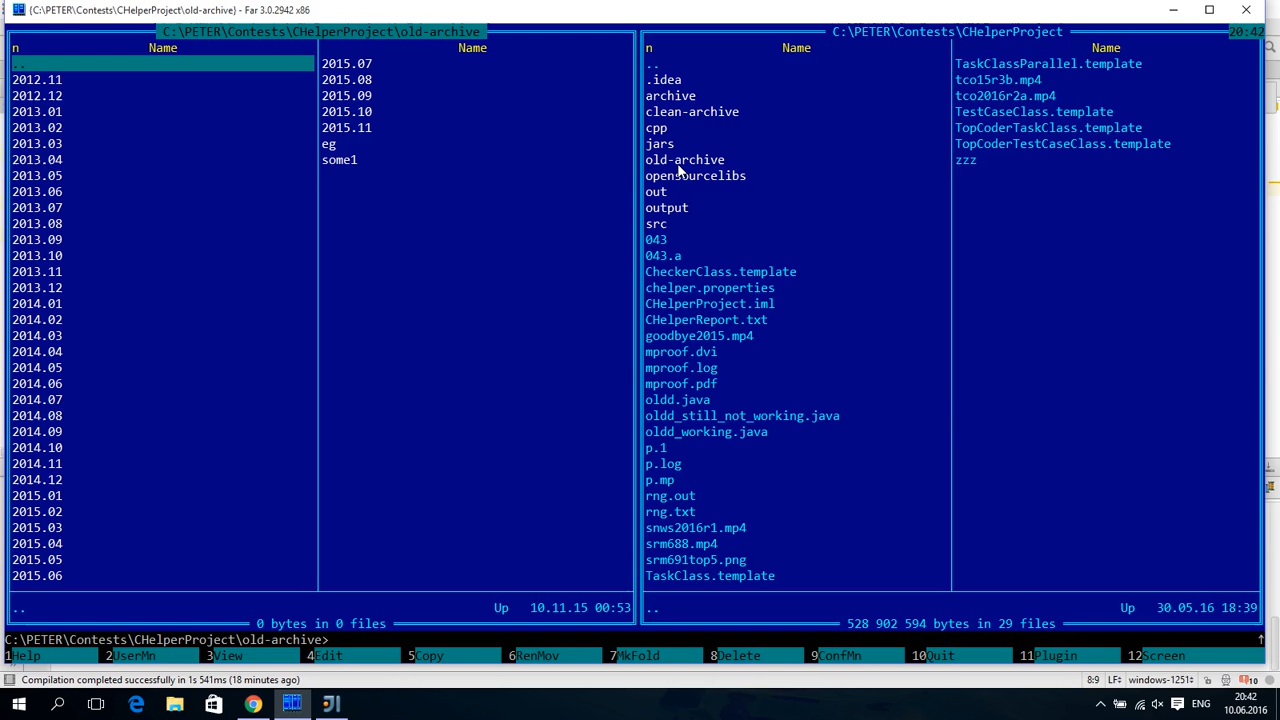 {C:\PETER\Contests\CHelperProject\old-archive} - Far 3.0.2942 x86
C:\PETER\Contests\CHelperProject\old-archive
n Name Name
..
2012.11
2012.12
2013.01
2013.02
2013.03
2013.04
2013.05
2013.06
2013.07
2013.08
2013.09
2013.10
2013.11
2013.12
2014.01
2014.02
2014.03
2014.04
2014.05
2014.06
2014.07
2014.08
2014.09
2014.10
2014.11
2014.12
2015.01
2015.02
2015.03
2015.04
2015.05
2015.06
2015.07
2015.08
2015.09
2015.10
2015.11
eg
some1
.. Up 10.11.15 00:53
0 bytes in 0 files
C:\PETER\Contests\CHelperProject 20:42
n Name Name
..
.idea
archive
clean-archive
cpp
jars
old-archive
opensourcelibs
out
output
src
043
043.a
CheckerClass.template
chelper.properties
CHelperProject.iml
CHelperReport.txt
goodbye2015.mp4
mproof.dvi
mproof.log
mproof.pdf
oldd.java
oldd_still_not_working.java
oldd_working.java
p.1
p.log
p.mp
rng.out
rng.txt
snws2016r1.mp4
srm688.mp4
srm691top5.png
TaskClass.template
TaskClassParallel.template
tco15r3b.mp4
tco2016r2a.mp4
TestCaseClass.template
TopCoderTaskClass.template
TopCoderTestCaseClass.template
zzz
.. Up 30.05.16 18:39
528 902 594 bytes in 29 files
C:\PETER\Contests\CHelperProject\old-archive>
1Help 2UserMn 3View 4Edit 5Copy 6RenMov 7MkFold 8Delete 9ConfMn 10Quit 11Plugin 12Screen
Compilation completed successfully in 1s 541ms (18 minutes ago) 8:9 LF÷ windows-1251÷ 10
ENG 20:42
10.06.2016